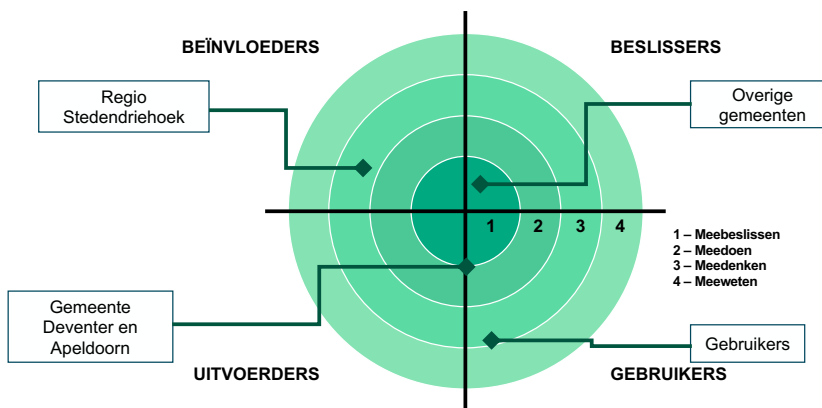 BEÏNVLOEDERS
BESLISSERS
Regio
Stedendriehoek
Overige
gemeenten
1 2 3 4
1 – Meebeslissen
2 – Meedoen
3 – Meedenken
4 – Meeweten
Gemeente
Deventer en
Apeldoorn
Gebruikers
UITVOERDERS
GEBRUIKERS